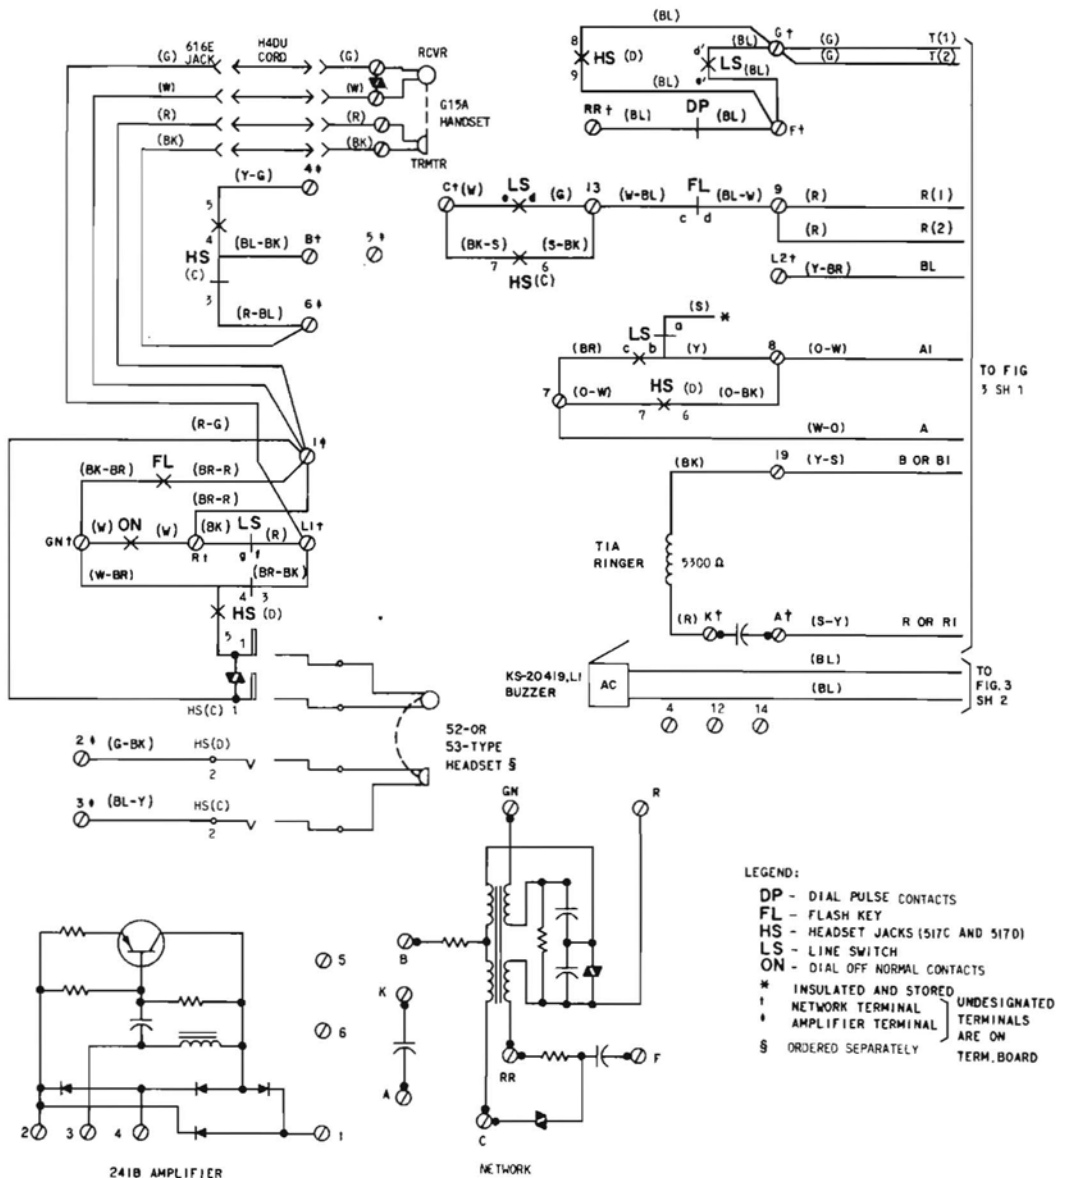 616E JACK
H4DU CORD
RCVR
(G)
(G)
(W)
(W)
G15A HANDSET
(R)
(R)
(BK)
(BK)
TRMTR
(BL)
8
HS (D)
9
d'
(BL)
G†
(G)
T(1)
LS
(BL)
(G)
T(2)
e'
(BL)
RR†
(BL)
DP
(BL)
F†
(Y-G)
4‡
5
4
HS
(C)
3
(BL-BK)
B†
5‡
(R-BL)
6‡
C†
(W)
LS
e d
(G)
13
(W-BL)
FL
c d
(BL-W)
9
(R)
R(1)
(R)
R(2)
(BK-S)
(S-BK)
7
6
HS(C)
L2†
(Y-BR)
BL
(S)
*
a
LS
(BR)
c b
(Y)
8
(O-W)
A1
TO FIG
3 SH 1
7
(O-W)
HS (D)
(O-BK)
7
6
(W-O)
A
(BK)
19
(Y-S)
B OR B1
T1A
RINGER
5300 Ω
(R)
K†
A†
(S-Y)
R OR R1
KS-20419,L1
BUZZER
AC
(BL)
(BL)
TO
FIG.3
SH 2
4
12
14
(R-G)
1‡
(BK-BR)
FL
(BR-R)
(BR-R)
GN†
(W)
ON
(W)
R†
(BK)
LS
g f
(R)
L1†
(W-BR)
(BR-BK)
4
3
HS (D)
5
1
HS(C) 1
2‡
(G-BK)
HS(D)
2
3‡
(BL-Y)
HS(C)
2
52-OR
53-TYPE
HEADSET §
GN
R
B
K
A
RR
F
C
NETWORK
5
6
2
3
4
1
241B AMPLIFIER
LEGEND:
DP - DIAL PULSE CONTACTS
FL - FLASH KEY
HS - HEADSET JACKS (517C AND 517D)
LS - LINE SWITCH
ON - DIAL OFF NORMAL CONTACTS
* INSULATED AND STORED
† NETWORK TERMINAL
‡ AMPLIFIER TERMINAL
UNDESIGNATED
TERMINALS
ARE ON
TERM. BOARD
§ ORDERED SEPARATELY